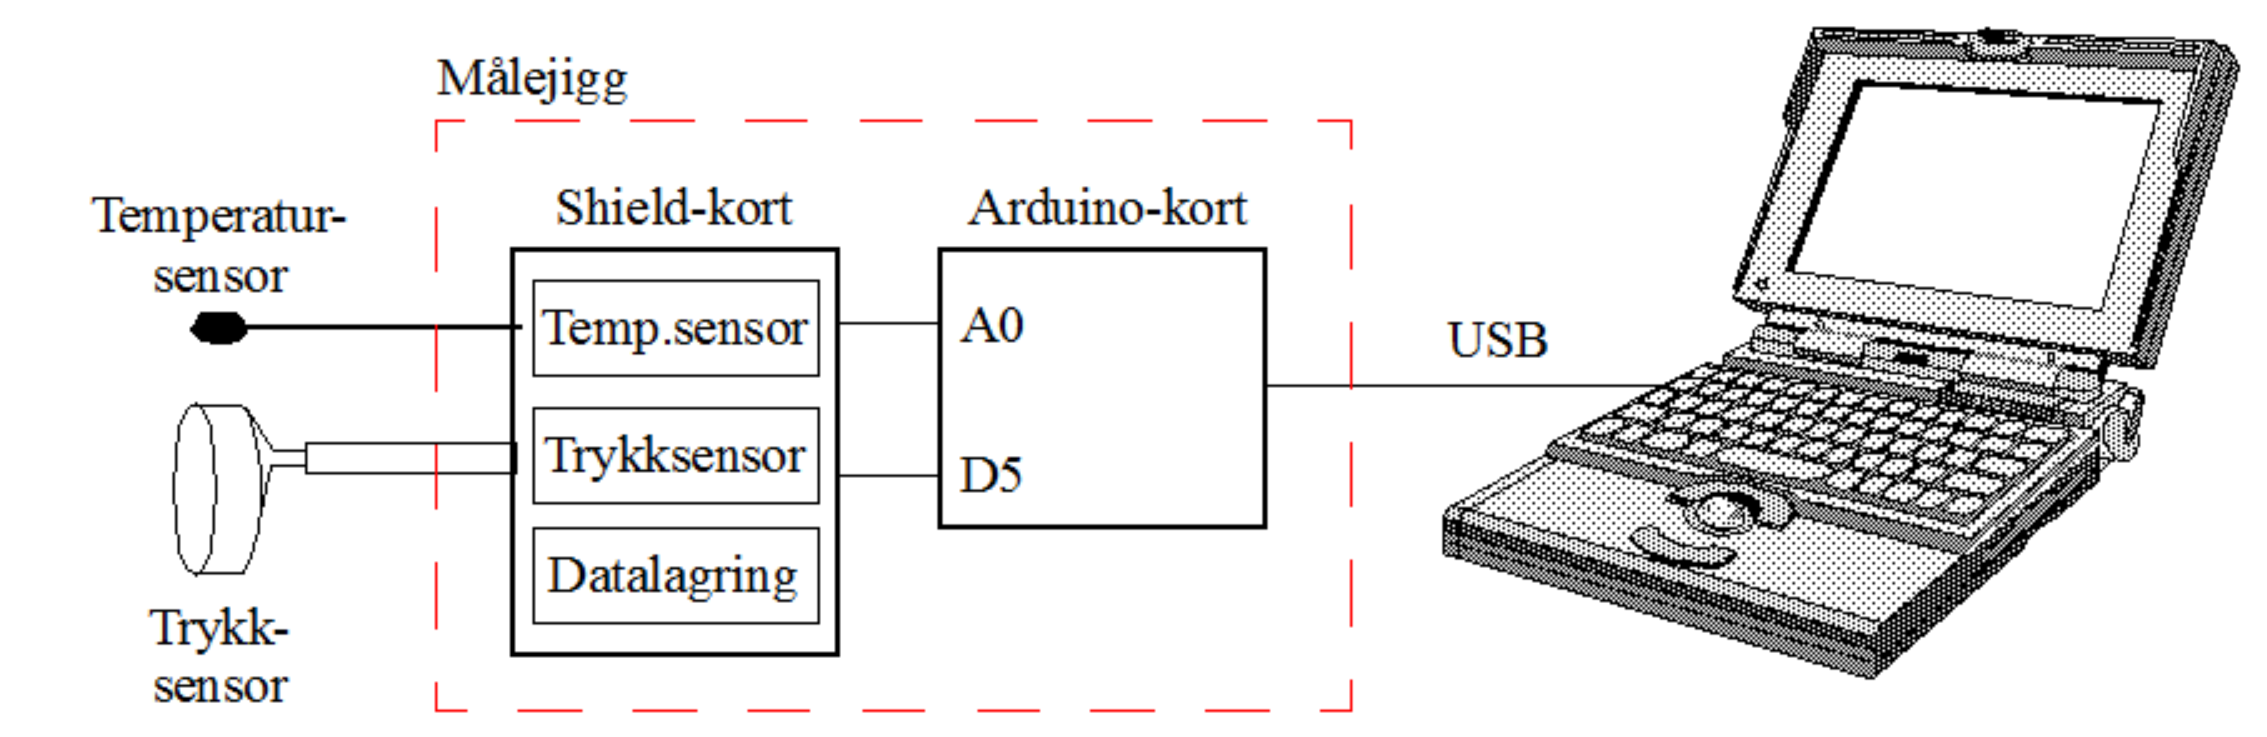 Målejigg
Temperatur-
sensor
Shield-kort
Arduino-kort
Temp.sensor
A0
USB
Trykksensor
D5
Datalagring
Trykk-
sensor